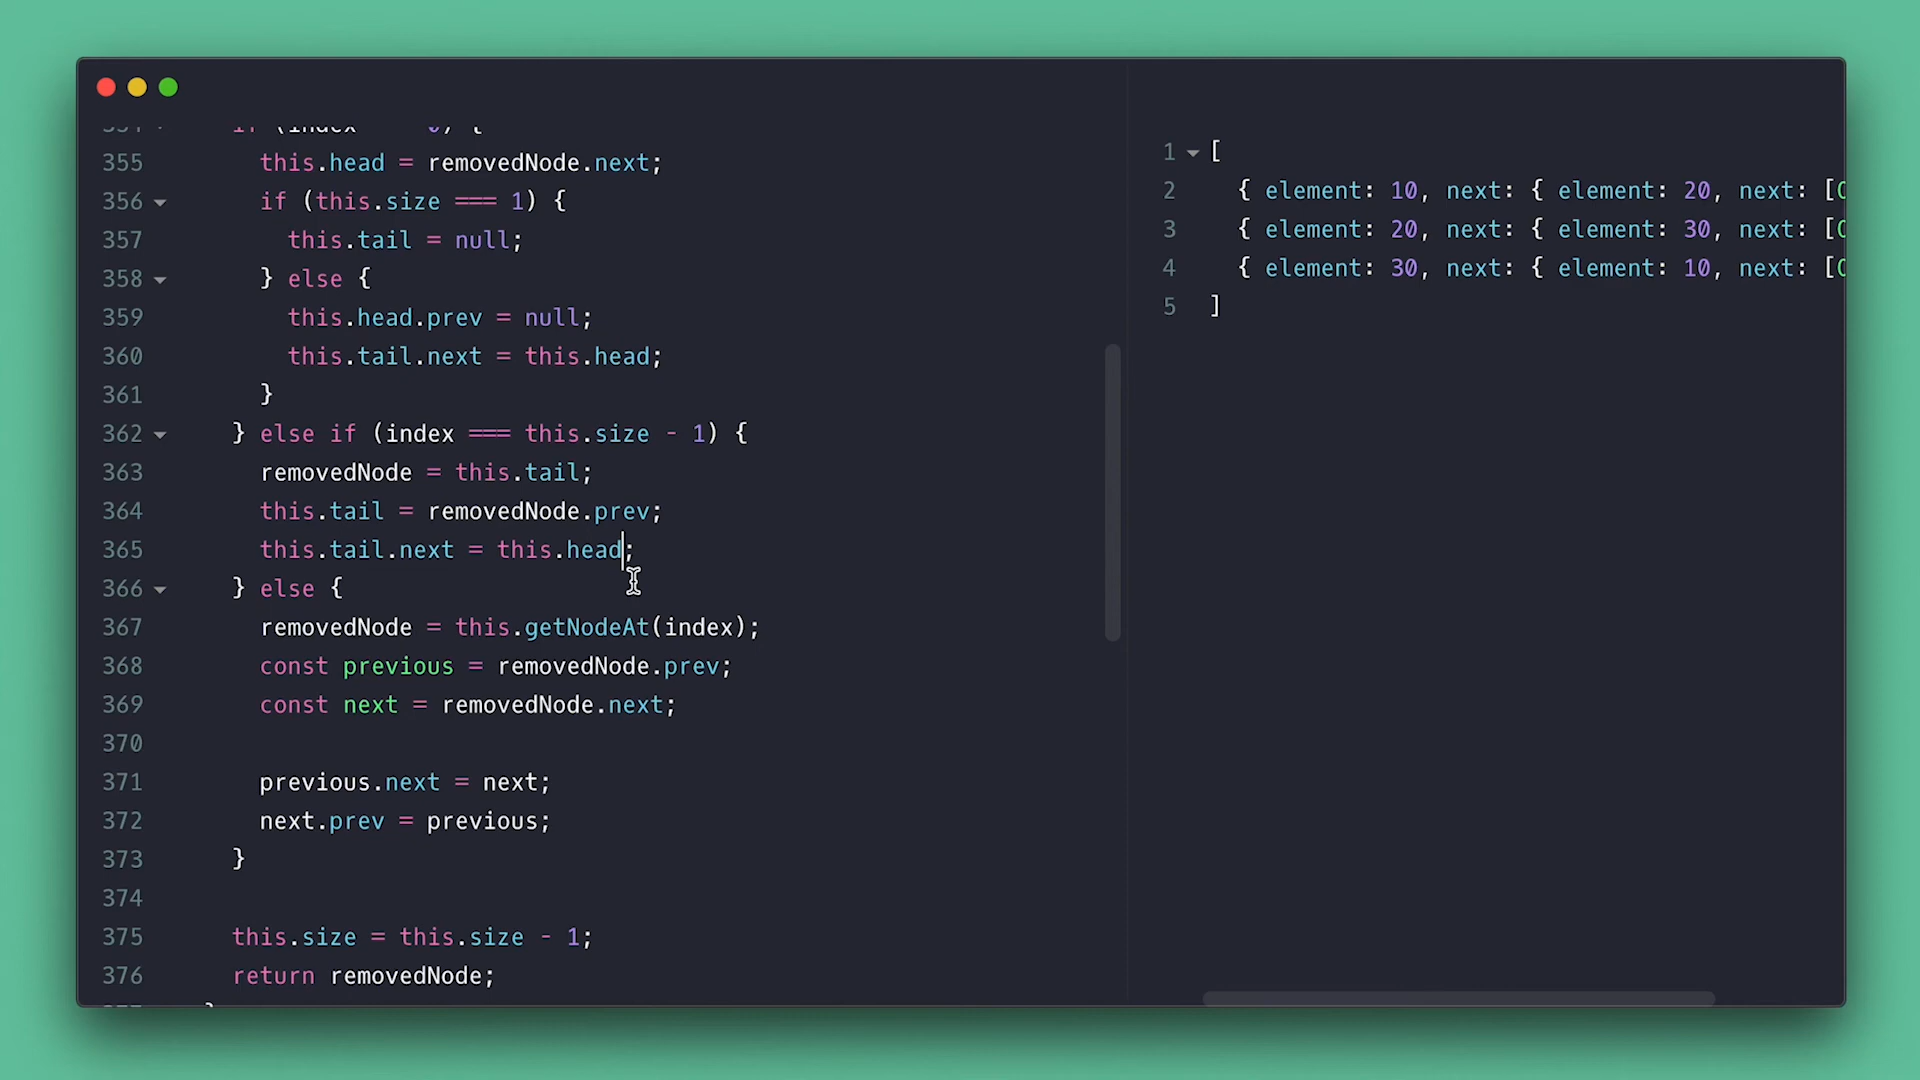 if (index 0) {
355 this.head = removedNode.next;
356 if (this.size === 1) {
357 this.tail = null;
358 } else {
359 this.head.prev = null;
360 this.tail.next = this.head;
361 }
362 } else if (index === this.size - 1) {
363 removedNode = this.tail;
364 this.tail = removedNode.prev;
365 this.tail.next = this.head;
366 } else {
367 removedNode = this.getNodeAt(index);
368 const previous = removedNode.prev;
369 const next = removedNode.next;
370
371 previous.next = next;
372 next.prev = previous;
373 }
374
375 this.size = this.size - 1;
376 return removedNode;
1 [
2 { element: 10, next: { element: 20, next: [
3 { element: 20, next: { element: 30, next: [
4 { element: 30, next: { element: 10, next: [
5 ]